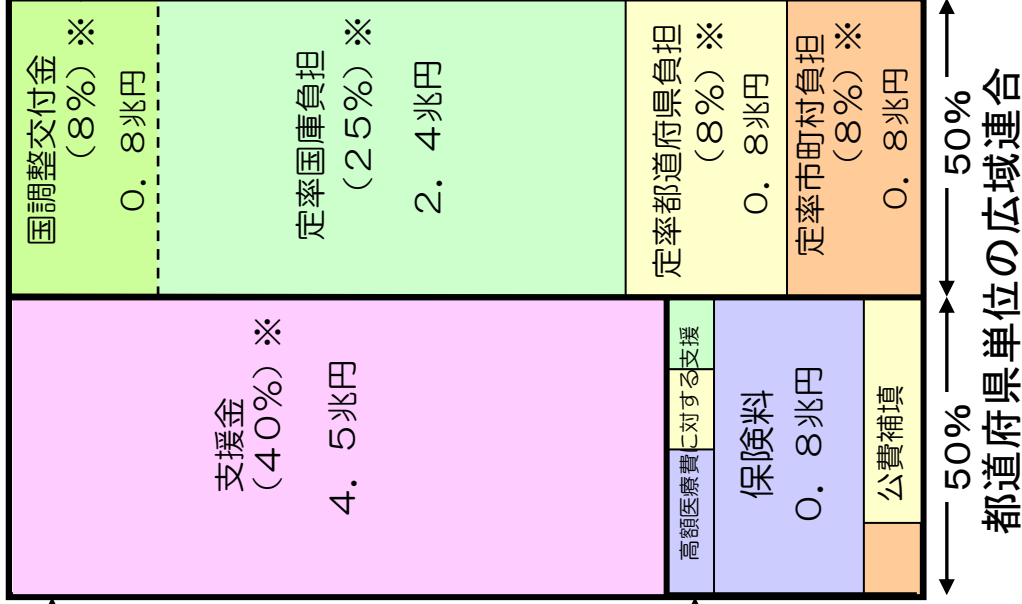 支援金
(40%) ※
4．5兆円
高額医療費に対する支援
保険料
0．8兆円
公費補填
国調整交付金
(8%) ※
0．8兆円
定率国庫負担
(25%) ※
2．4兆円
定率都道府県負担
(8%) ※
0．8兆円
定率市町村負担
(8%) ※
0．8兆円
50%
50%
都道府県単位の広域連合